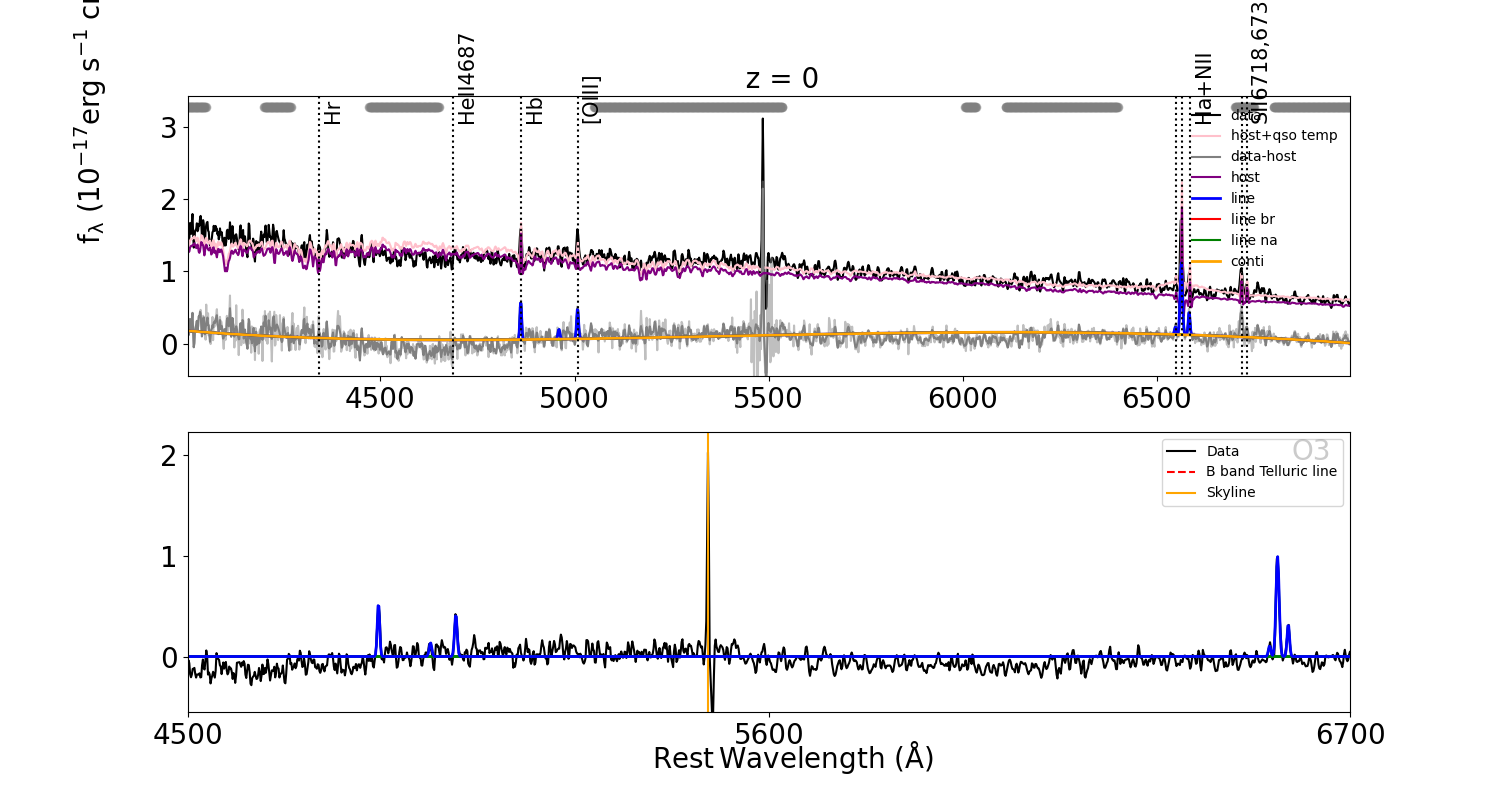 z = 0
f_λ (10^−17 erg s^−1 c
Hr
HeII4687
Hb
[OIII]
Ha+NII
SII6718,673
data
host+qso temp
data-host
host
line
line br
line na
conti
3
2
1
0
4500 5000 5500 6000 6500
O3
Data
B band Telluric line
Skyline
2
1
0
4500 5600 6700
Rest Wavelength (Å)